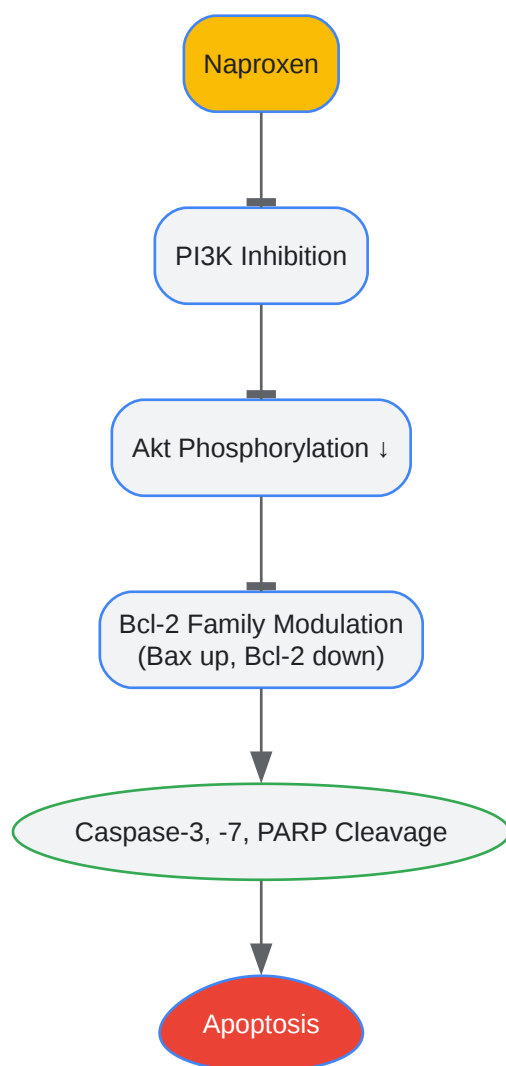 Naproxen
PI3K Inhibition
Akt Phosphorylation ↓
Bcl-2 Family Modulation
(Bax up, Bcl-2 down)
Caspase-3, -7, PARP Cleavage
Apoptosis